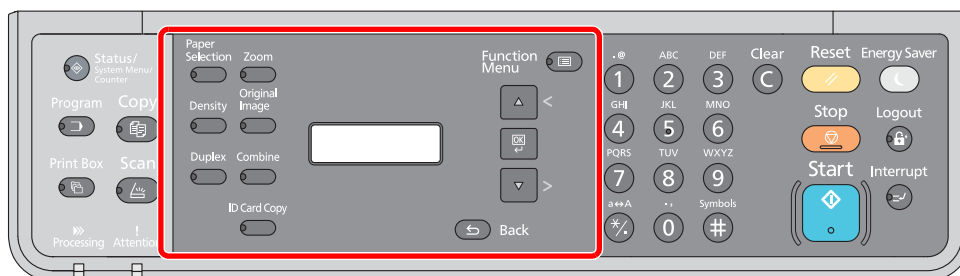 Status/
System Menu/
Counter
Program
Copy
Print Box
Scan
Processing
Attention
Paper
Selection
Zoom
Density
Original
Image
Duplex
Combine
ID Card Copy
Function
Menu
<
OK
>
Back
.@
ABC
DEF
1
2
3
GHI
JKL
MNO
4
5
6
PQRS
TUV
WXYZ
7
8
9
a↔A
.,
Symbols
*/.
0
#
Clear
C
Reset
Energy Saver
Stop
Logout
Start
Interrupt